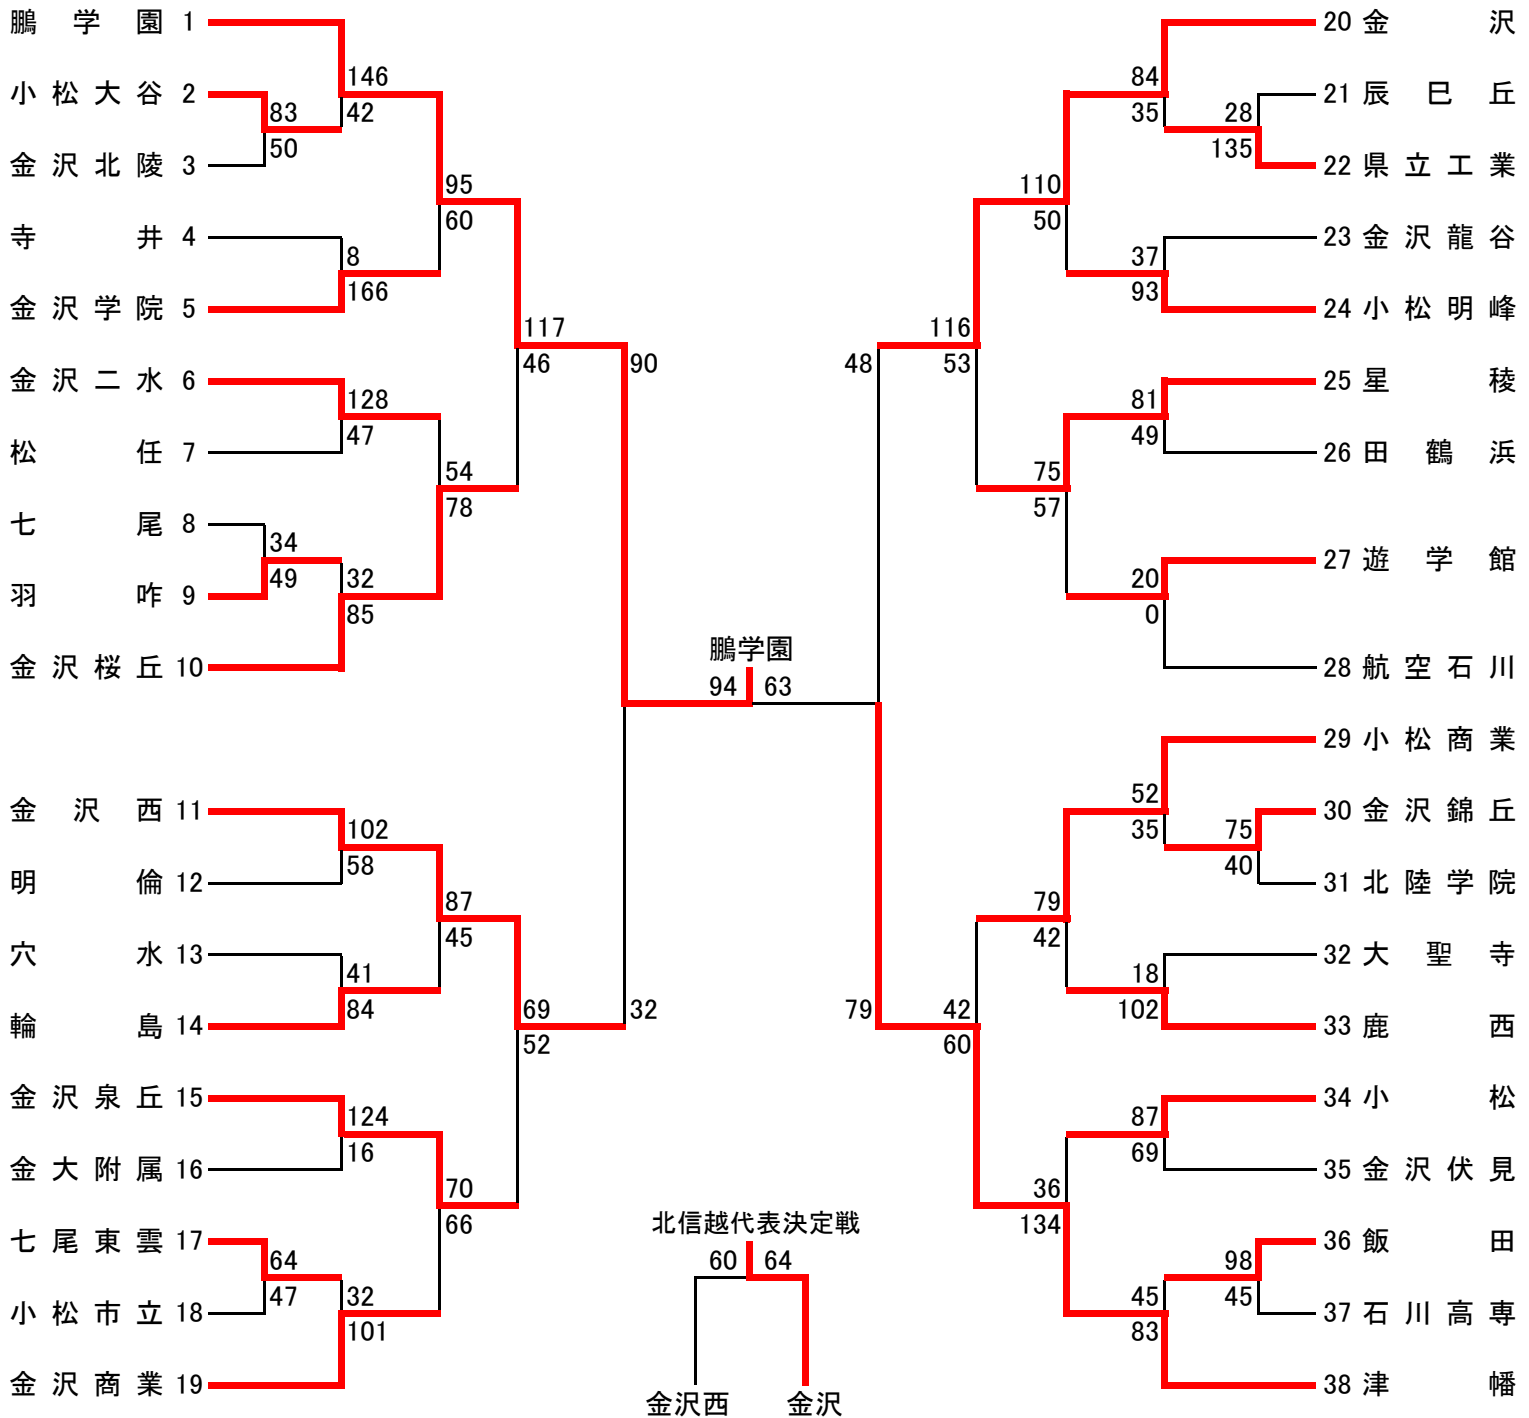 鵬学園 1
小松大谷 2
金沢北陵 3
寺井 4
金沢学院 5
金沢二水 6
松任 7
七尾 8
羽咋 9
金沢桜丘 10
金沢西 11
明倫 12
穴水 13
輪島 14
金沢泉丘 15
金大附属 16
七尾東雲 17
小松市立 18
金沢商業 19
83
50
34
49
64
47
146
42
8
166
128
47
32
85
102
58
41
84
124
16
32
101
95
60
54
78
87
45
70
66
117
46
69
52
90
32
鵬学園
94 63
48
79
116
53
42
60
110
50
75
57
79
42
36
134
84
35
37
93
81
49
20
0
52
35
18
102
87
69
45
83
28
135
75
40
98
45
20 金沢
21 辰巳丘
22 県立工業
23 金沢龍谷
24 小松明峰
25 星稜
26 田鶴浜
27 遊学館
28 航空石川
29 小松商業
30 金沢錦丘
31 北陸学院
32 大聖寺
33 鹿西
34 小松
35 金沢伏見
36 飯田
37 石川高専
38 津幡
北信越代表決定戦
60 64
金沢西 金沢